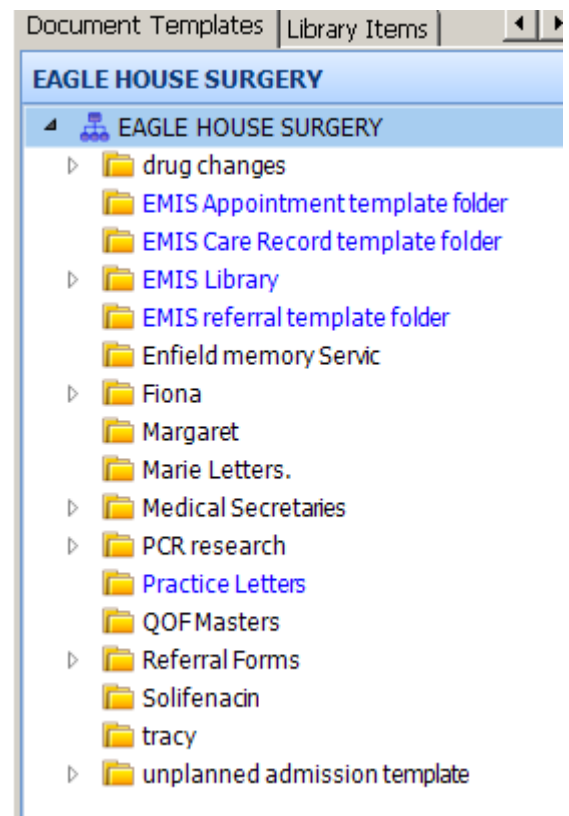 Document Templates Library Items
EAGLE HOUSE SURGERY
EAGLE HOUSE SURGERY
drug changes
EMIS Appointment template folder
EMIS Care Record template folder
EMIS Library
EMIS referral template folder
Enfield memory Servic
Fiona
Margaret
Marie Letters.
Medical Secretaries
PCR research
Practice Letters
QOF Masters
Referral Forms
Solifenacin
tracy
unplanned admission template